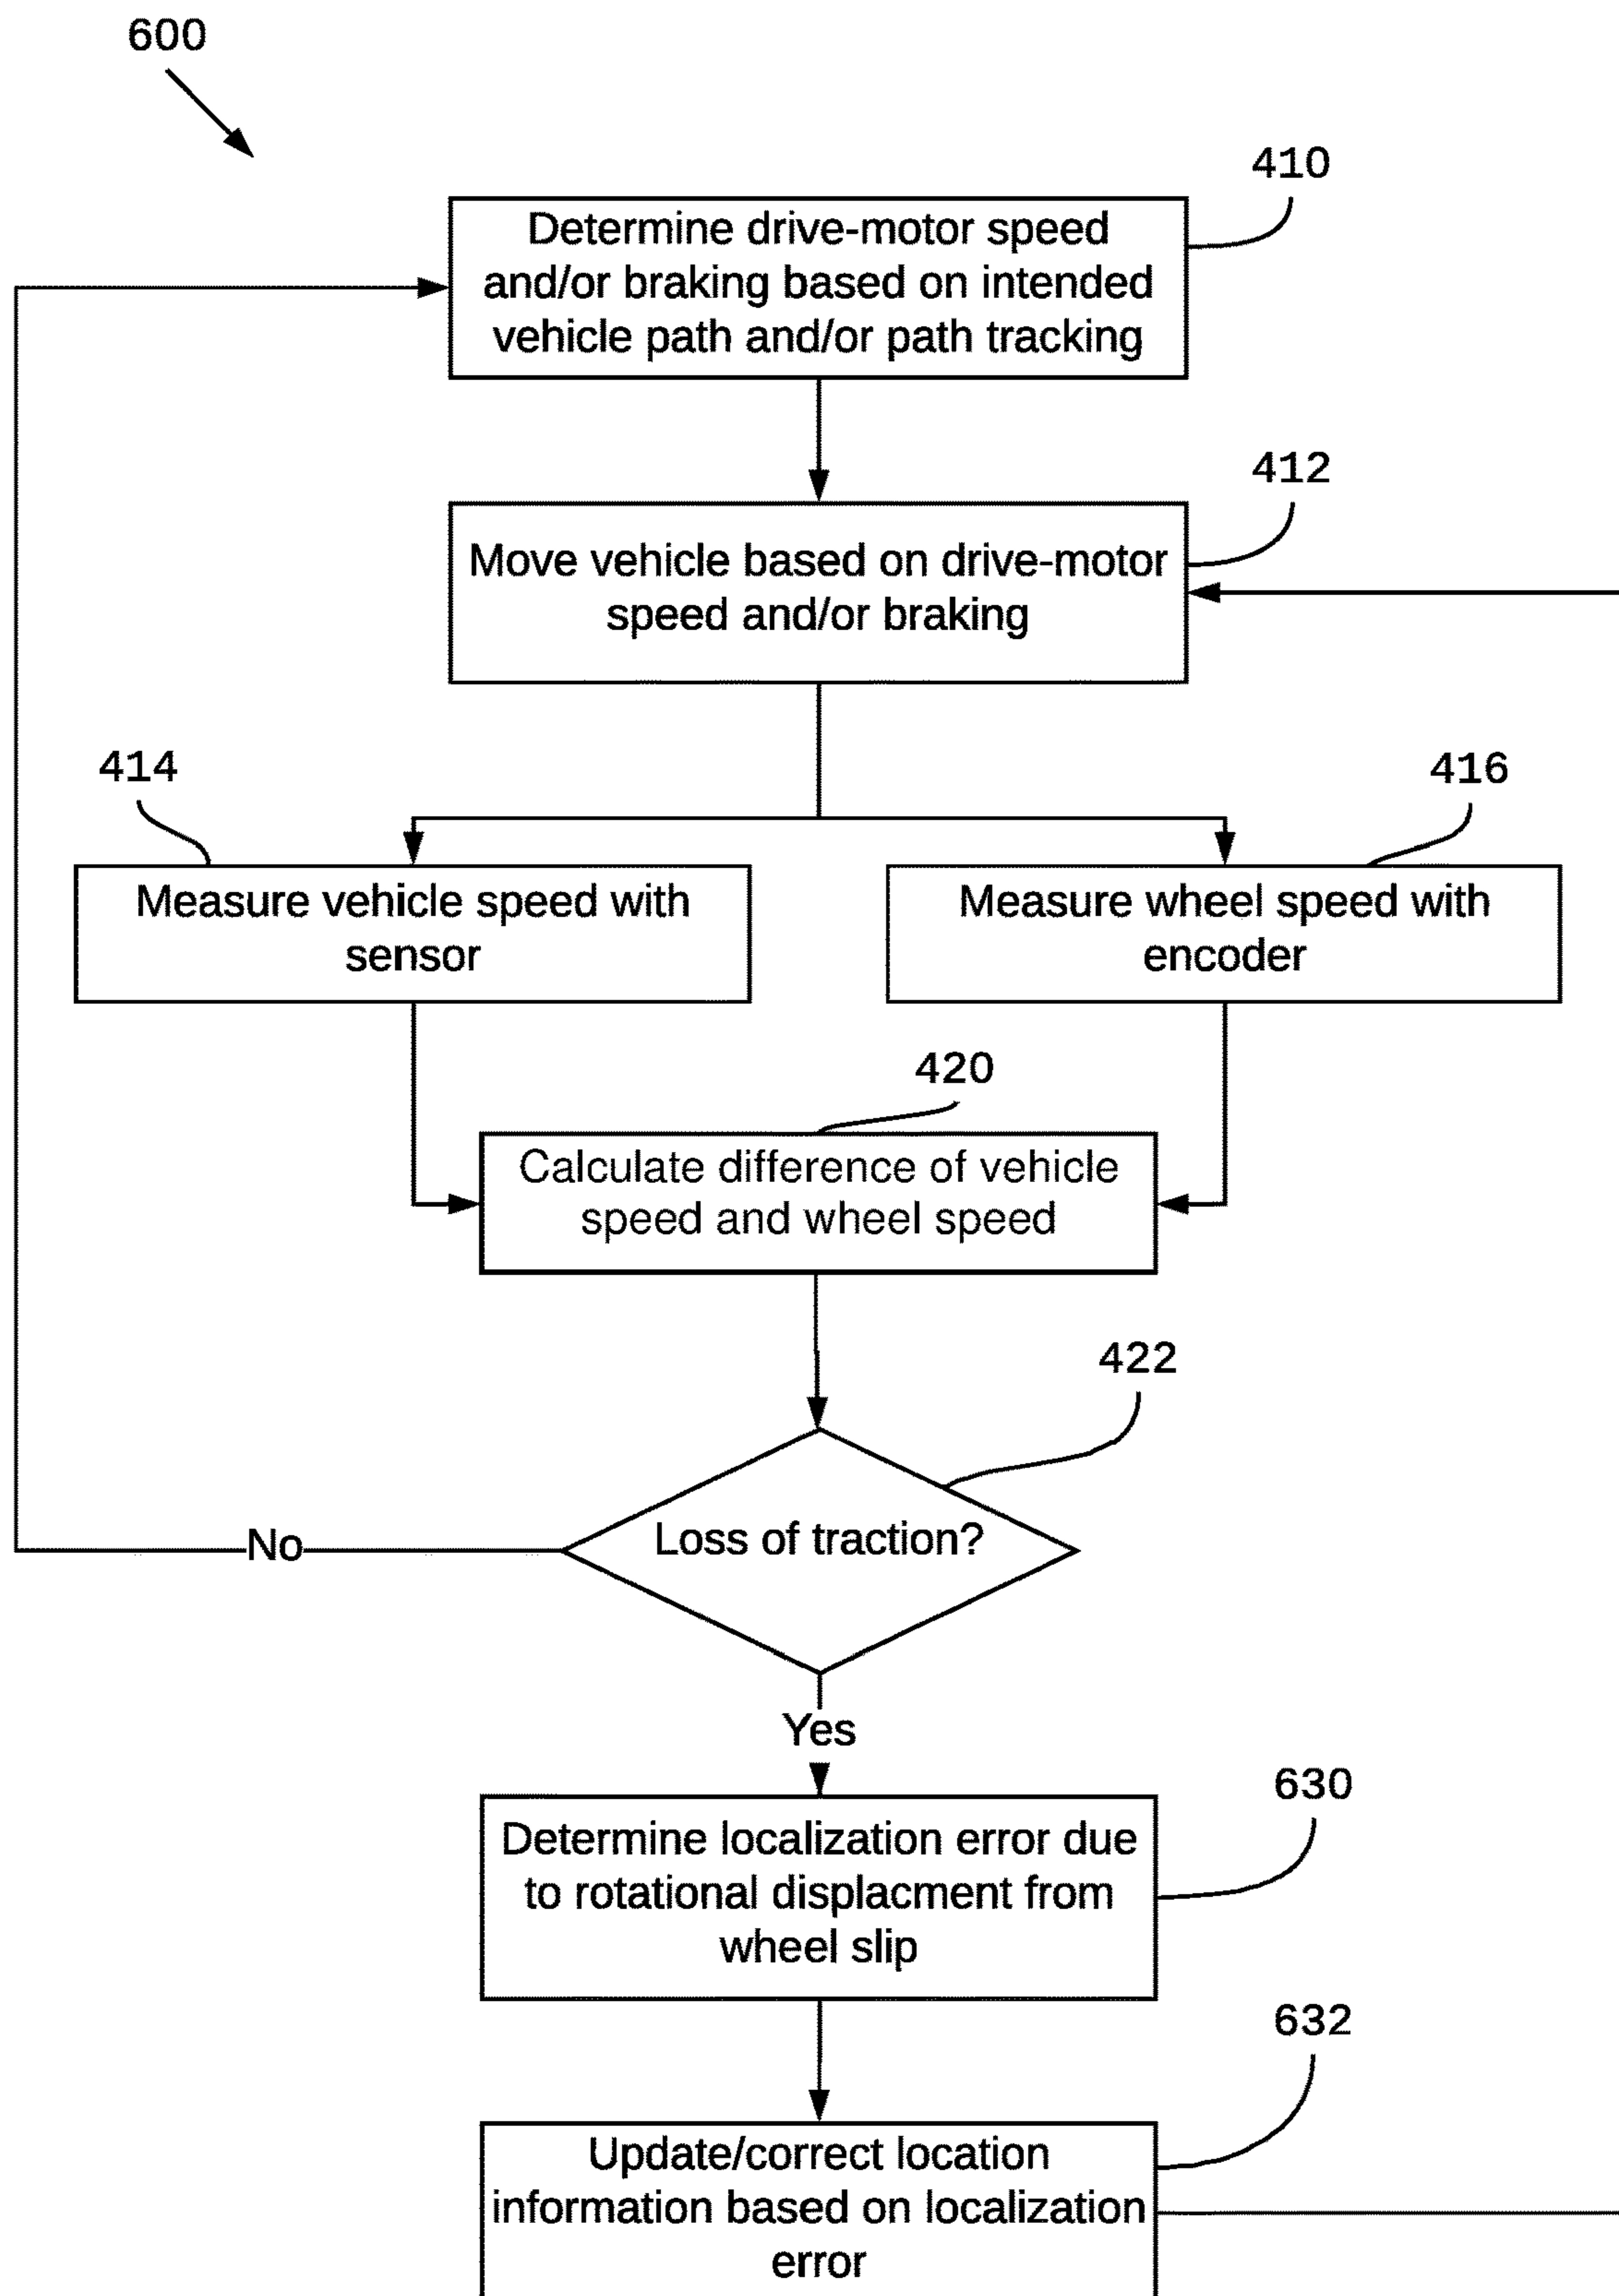 600
410
Determine drive-motor speed
and/or braking based on intended
vehicle path and/or path tracking
412
Move vehicle based on drive-motor
speed and/or braking
414
416
Measure vehicle speed with
sensor
Measure wheel speed with
encoder
420
Calculate difference of vehicle
speed and wheel speed
422
Loss of traction?
No
Yes
630
Determine localization error due
to rotational displacment from
wheel slip
632
Update/correct location
information based on localization
error